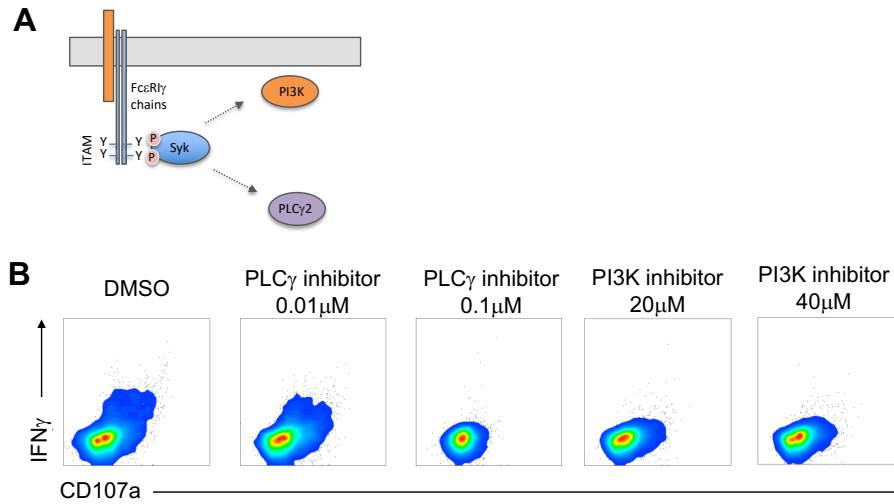 A
FcεRIγ
chains
PI3K
ITAM
Y Y P
Y Y P
Syk
PLCγ2
B
DMSO
PLCγ inhibitor
0.01μM
PLCγ inhibitor
0.1μM
PI3K inhibitor
20μM
PI3K inhibitor
40μM
IFNγ
CD107a